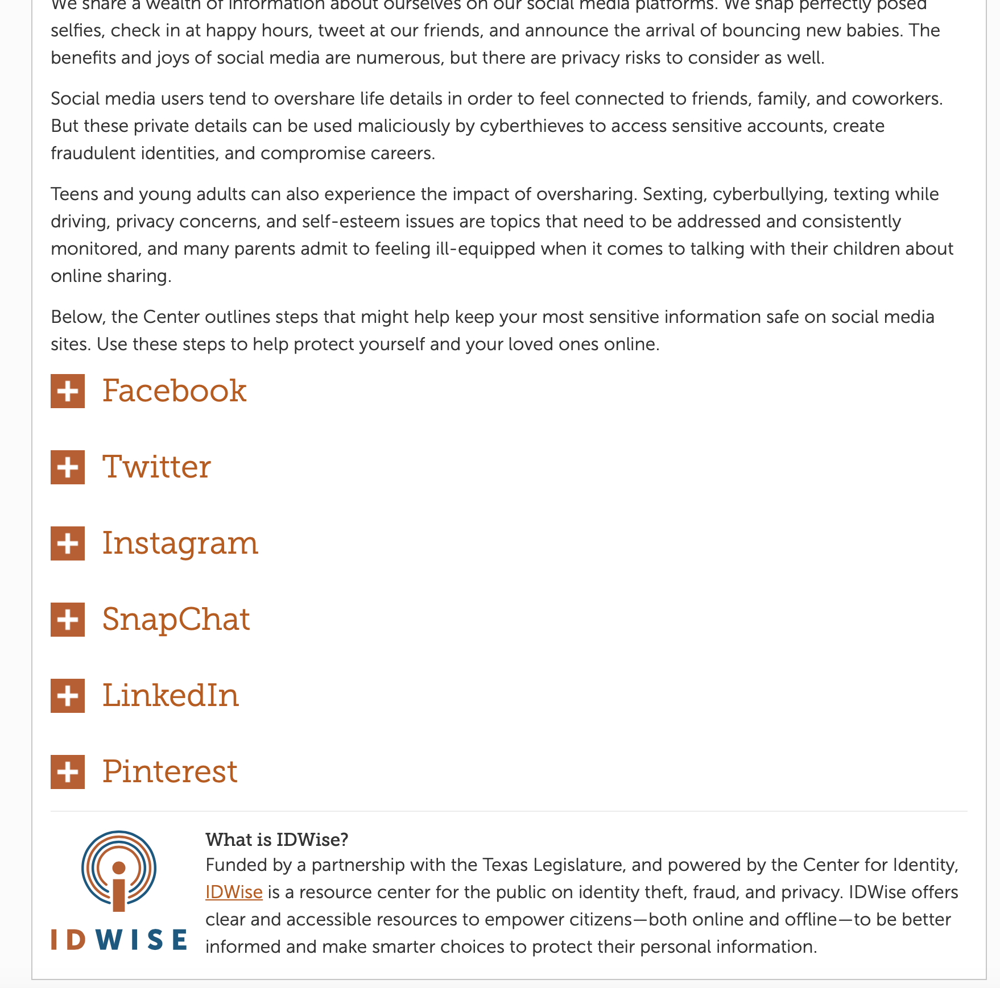 We share a wealth of information about ourselves on our social media platforms. We snap perfectly posed
selfies, check in at happy hours, tweet at our friends, and announce the arrival of bouncing new babies. The
benefits and joys of social media are numerous, but there are privacy risks to consider as well.
Social media users tend to overshare life details in order to feel connected to friends, family, and coworkers.
But these private details can be used maliciously by cyberthieves to access sensitive accounts, create
fraudulent identities, and compromise careers.
Teens and young adults can also experience the impact of oversharing. Sexting, cyberbullying, texting while
driving, privacy concerns, and self-esteem issues are topics that need to be addressed and consistently
monitored, and many parents admit to feeling ill-equipped when it comes to talking with their children about
online sharing.
Below, the Center outlines steps that might help keep your most sensitive information safe on social media
sites. Use these steps to help protect yourself and your loved ones online.
Facebook
Twitter
Instagram
SnapChat
LinkedIn
Pinterest
IDWISE
What is IDWise?
Funded by a partnership with the Texas Legislature, and powered by the Center for Identity,
IDWise is a resource center for the public on identity theft, fraud, and privacy. IDWise offers
clear and accessible resources to empower citizens—both online and offline—to be better
informed and make smarter choices to protect their personal information.